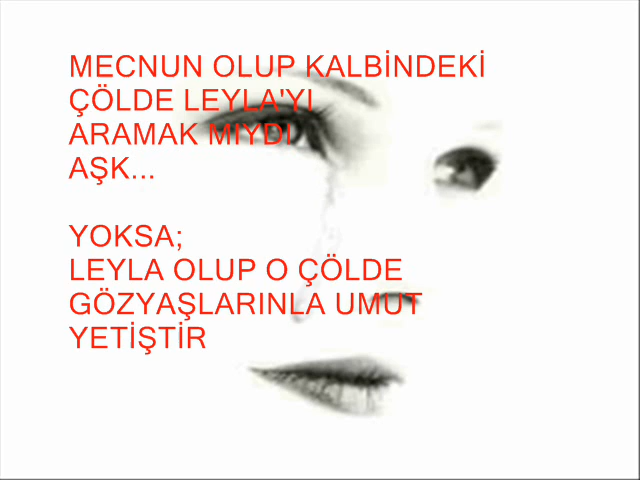 MECNUN OLUP KALBİNDEKİ
ÇÖLDE LEYLA'YI
ARAMAK MIYDI
AŞK...
YOKSA;
LEYLA OLUP O ÇÖLDE
GÖZYAŞLARINLA UMUT
YETİŞTİR